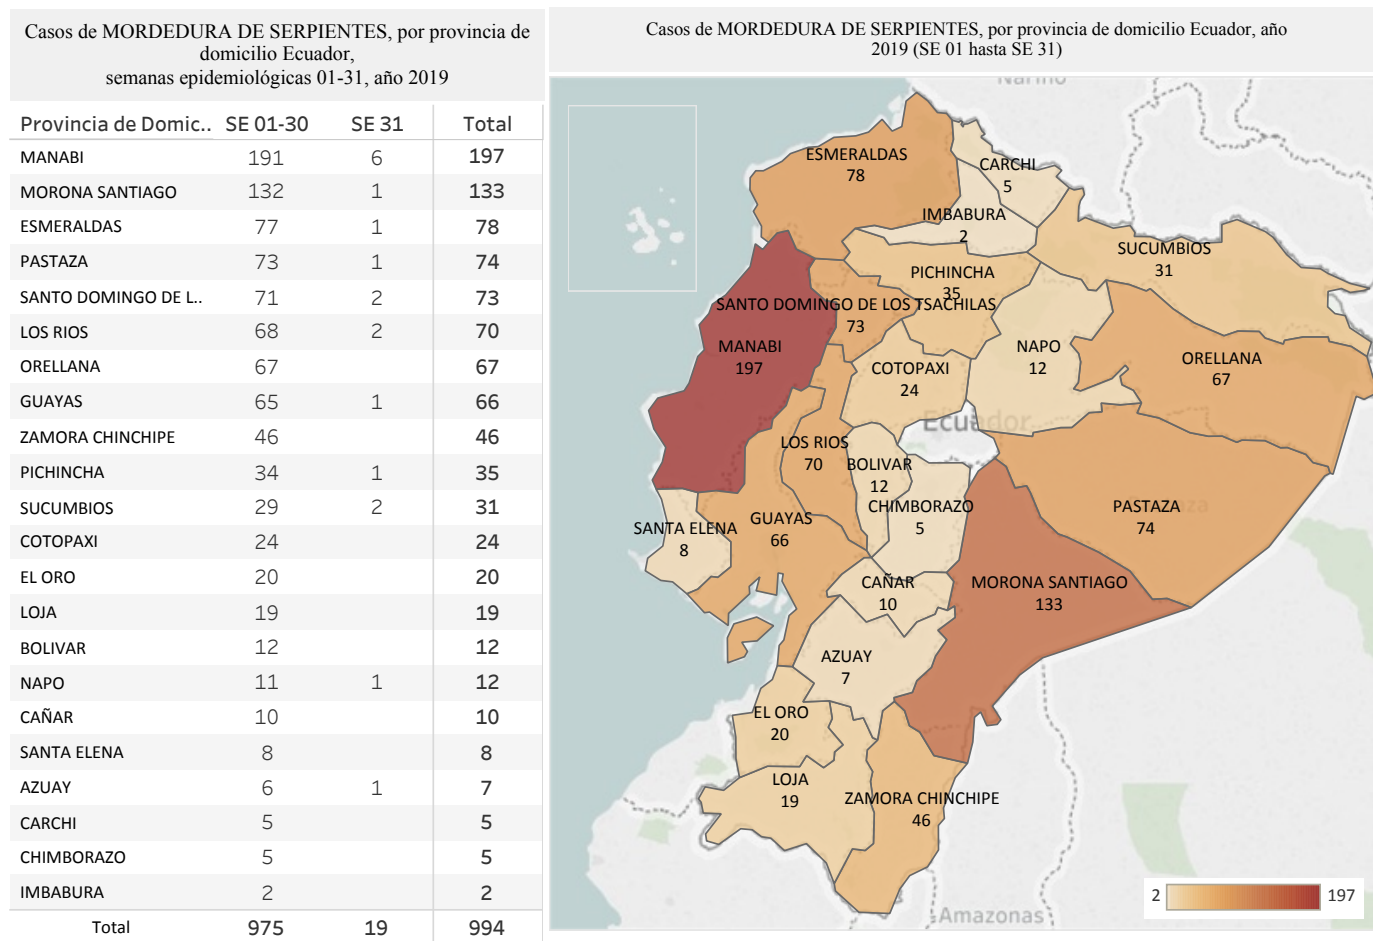 Casos de MORDEDURA DE SERPIENTES, por provincia de
domicilio Ecuador,
semanas epidemiológicas 01-31, año 2019
Provincia de Domic.. SE 01-30 SE 31 Total
MANABI 191 6 197
MORONA SANTIAGO 132 1 133
ESMERALDAS 77 1 78
PASTAZA 73 1 74
SANTO DOMINGO DE L.. 71 2 73
LOS RIOS 68 2 70
ORELLANA 67 67
GUAYAS 65 1 66
ZAMORA CHINCHIPE 46 46
PICHINCHA 34 1 35
SUCUMBIOS 29 2 31
COTOPAXI 24 24
EL ORO 20 20
LOJA 19 19
BOLIVAR 12 12
NAPO 11 1 12
CAÑAR 10 10
SANTA ELENA 8 8
AZUAY 6 1 7
CARCHI 5 5
CHIMBORAZO 5 5
IMBABURA 2 2
Total 975 19 994
Casos de MORDEDURA DE SERPIENTES, por provincia de domicilio Ecuador, año
2019 (SE 01 hasta SE 31)
Nariño
ESMERALDAS
78
CARCHI
5
IMBABURA
2
SUCUMBIOS
31
PICHINCHA
35
SANTO DOMINGO DE LOS TSACHILAS
73
MANABI
197
COTOPAXI
24
NAPO
12
ORELLANA
67
Ecuador
LOS RIOS
70
BOLIVAR
12
CHIMBORAZO
5
PASTAZA
74
SANTA ELENA
8
GUAYAS
66
CAÑAR
10
MORONA SANTIAGO
133
AZUAY
7
EL ORO
20
LOJA
19
ZAMORA CHINCHIPE
46
2 197
Amazonas